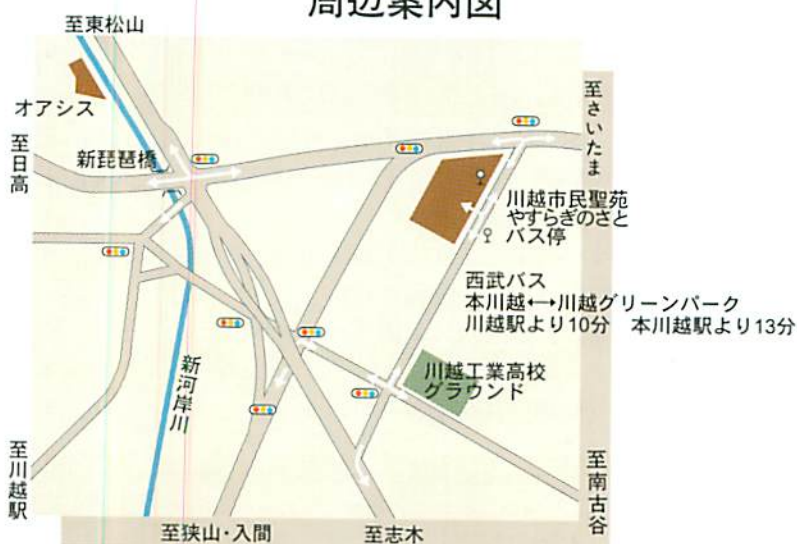 周辺案内図
至東松山
オアシス
至日高
新琵琶橋
至さいたま
川越市民聖苑
やすらぎのさと
バス停
西武バス
本川越⟷川越グリーンパーク
川越駅より10分 本川越駅より13分
川越工業高校
グラウンド
新河岸川
至川越駅
至南古谷
至狭山・入間
至志木